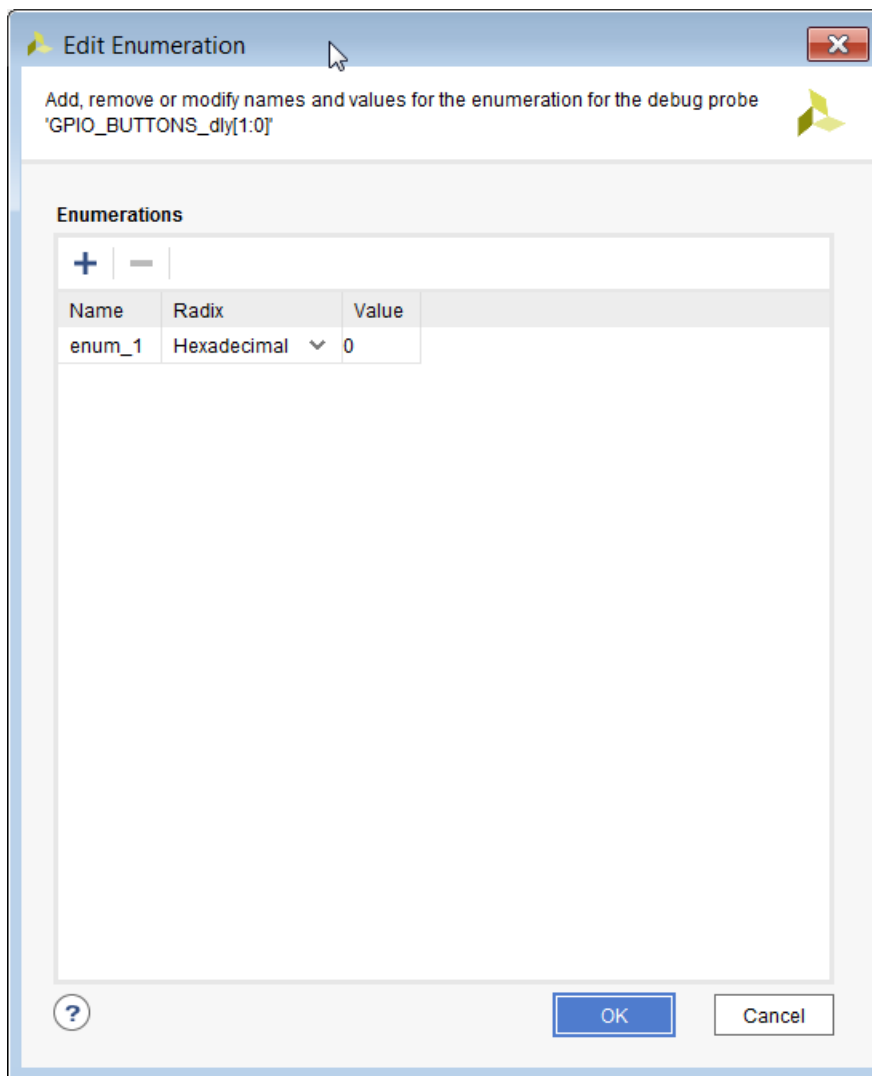 Edit Enumeration
Add, remove or modify names and values for the enumeration for the debug probe
'GPIO_BUTTONS_dly[1:0]'
Enumerations
Name Radix Value
enum_1 Hexadecimal 0
?
OK Cancel